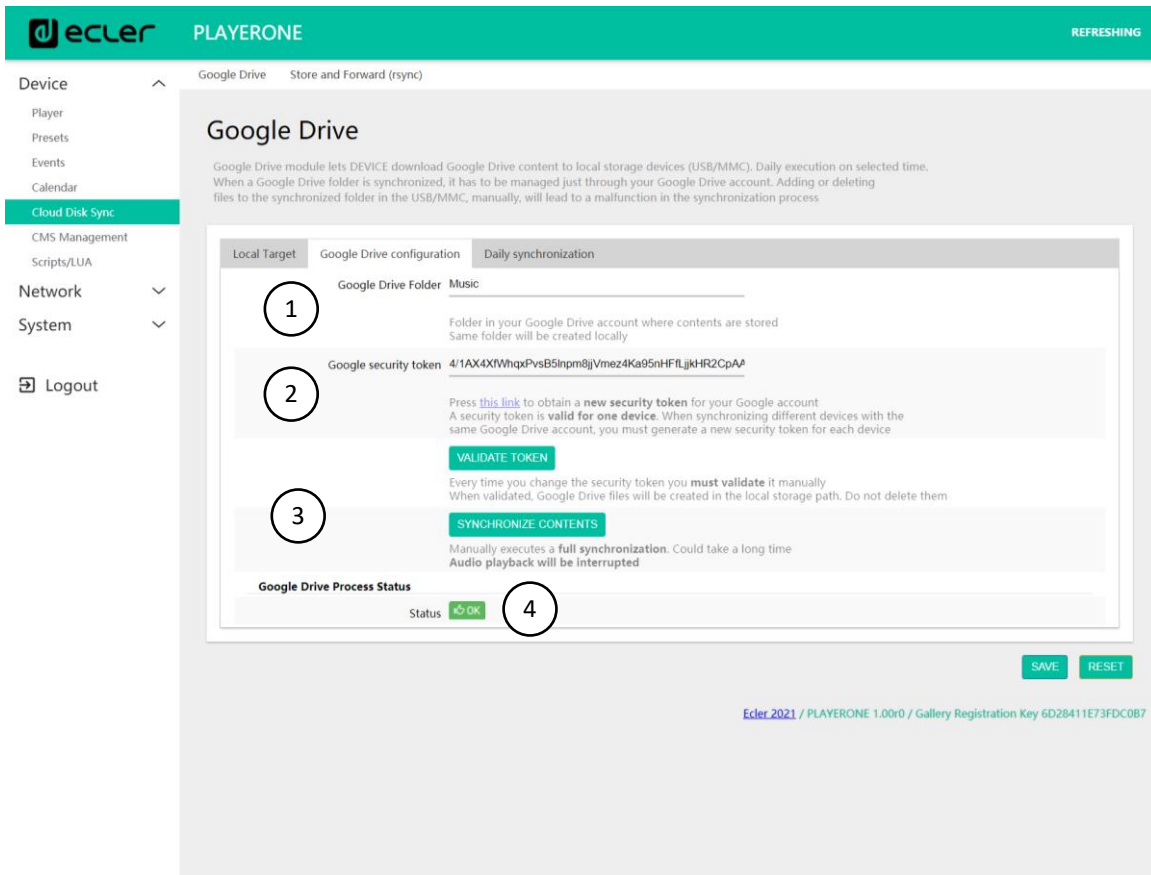 ecler PLAYERONE REFRESHING
Device
Player
Presets
Events
Calendar
Cloud Disk Sync
CMS Management
Scripts/LUA
Network
System
Logout
Google Drive Store and Forward (rsync)
Google Drive
Google Drive module lets DEVICE download Google Drive content to local storage devices (USB/MMC). Daily execution on selected time.
When a Google Drive folder is synchronized, it has to be managed just through your Google Drive account. Adding or deleting
files to the synchronized folder in the USB/MMC, manually, will lead to a malfunction in the synchronization process
Local Target Google Drive configuration Daily synchronization
1 Google Drive Folder Music
Folder in your Google Drive account where contents are stored
Same folder will be created locally
2 Google security token
Press this link to obtain a new security token for your Google account
A security token is valid for one device. When synchronizing different devices with the
same Google Drive account, you must generate a new security token for each device
VALIDATE TOKEN
Every time you change the security token you must validate it manually
When validated, Google Drive files will be created in the local storage path. Do not delete them
3
SYNCHRONIZE CONTENTS
Manually executes a full synchronization. Could take a long time
Audio playback will be interrupted
Google Drive Process Status
Status OK 4
SAVE RESET
Ecler 2021 / PLAYERONE 1.00r0 / Gallery Registration Key 6D28411E73FDC0B7